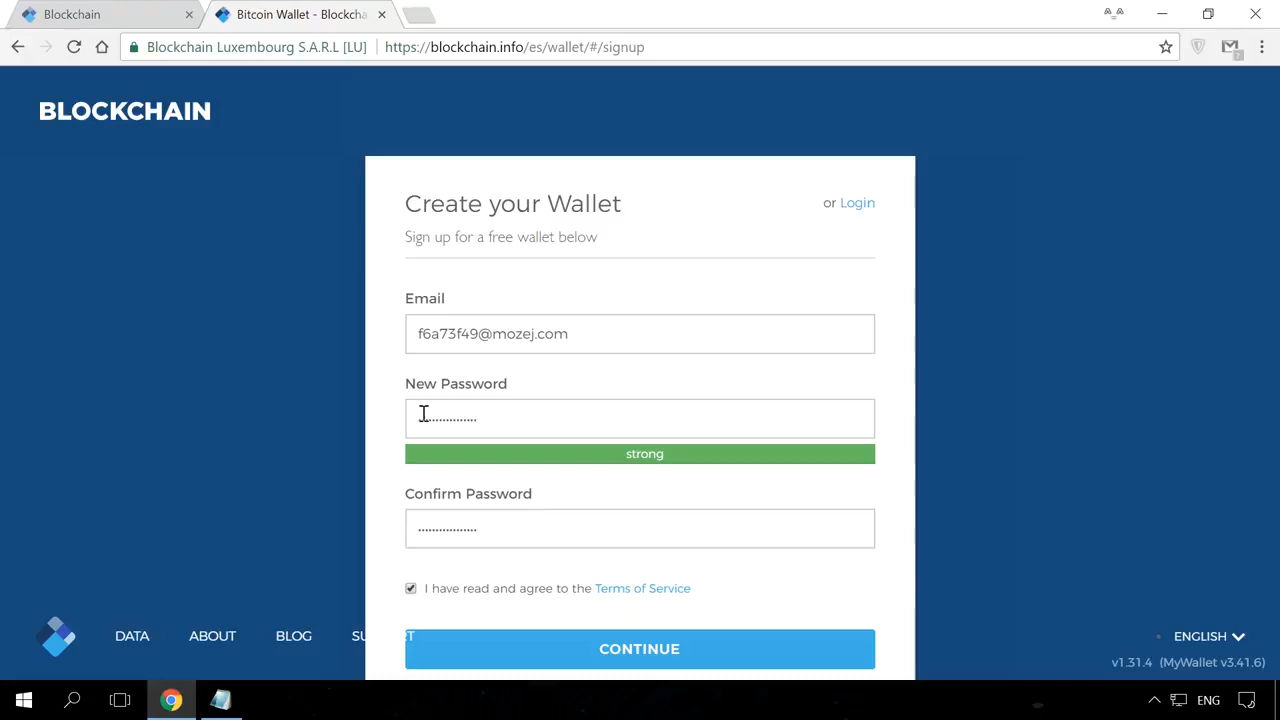 Blockchain
Bitcoin Wallet - Blockcha
Blockchain Luxembourg S.A.R.L [LU]
https://blockchain.info/es/wallet/#/signup
BLOCKCHAIN
Create your Wallet
or Login
Sign up for a free wallet below
Email
f6a73f49@mozej.com
New Password
strong
Confirm Password
I have read and agree to the Terms of Service
DATA
ABOUT
BLOG
CONTINUE
ENGLISH
v1.31.4 (MyWallet v3.41.6)
ENG